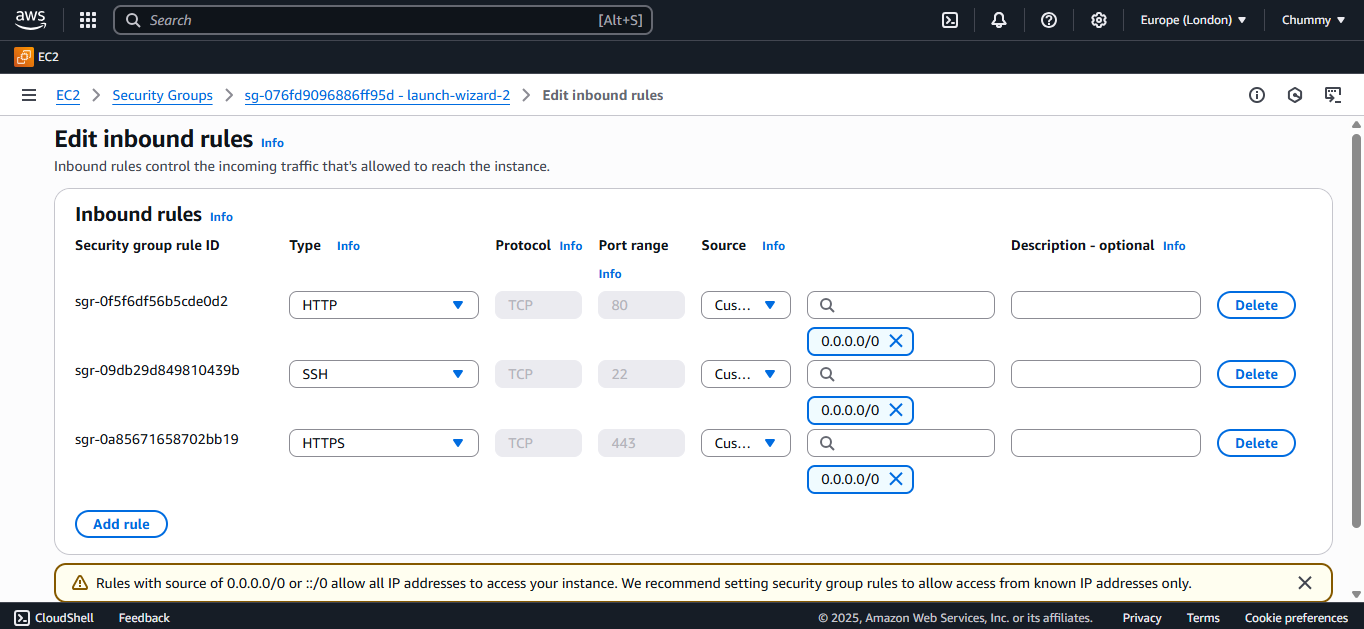 aws Search [Alt+S] Europe (London) Chummy
EC2
EC2 Security Groups sg-076fd9096886ff95d - launch-wizard-2 Edit inbound rules
Edit inbound rules Info
Inbound rules control the incoming traffic that's allowed to reach the instance.
Inbound rules Info
Security group rule ID Type Info Protocol Info Port range Source Info Description - optional Info
Info
sgr-0f5f6df56b5cde0d2 HTTP TCP 80 Cus... Delete
0.0.0.0/0
sgr-09db29d849810439b SSH TCP 22 Cus... Delete
0.0.0.0/0
sgr-0a85671658702bb19 HTTPS TCP 443 Cus... Delete
0.0.0.0/0
Add rule
Rules with source of 0.0.0.0/0 or ::/0 allow all IP addresses to access your instance. We recommend setting security group rules to allow access from known IP addresses only.
CloudShell Feedback © 2025, Amazon Web Services, Inc. or its affiliates. Privacy Terms Cookie preferences